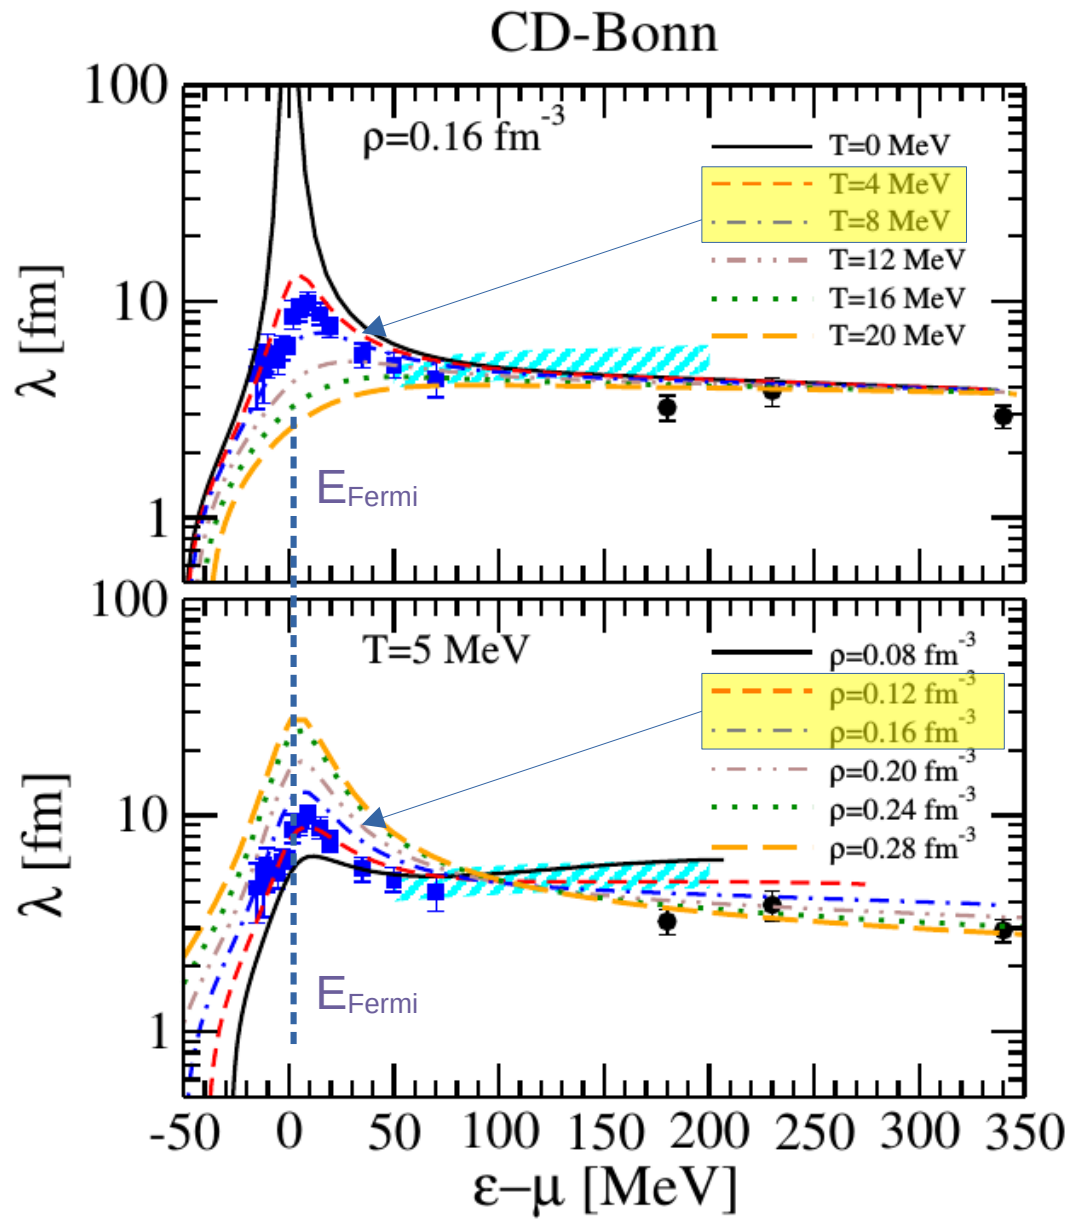 CD-Bonn
100
ρ=0.16 fm⁻³
T=0 MeV
T=4 MeV
T=8 MeV
T=12 MeV
T=16 MeV
T=20 MeV
10
λ [fm]
E_Fermi
1
100
T=5 MeV
ρ=0.08 fm⁻³
ρ=0.12 fm⁻³
ρ=0.16 fm⁻³
ρ=0.20 fm⁻³
ρ=0.24 fm⁻³
ρ=0.28 fm⁻³
10
λ [fm]
E_Fermi
1
-50 0 50 100 150 200 250 300 350
ε−μ [MeV]